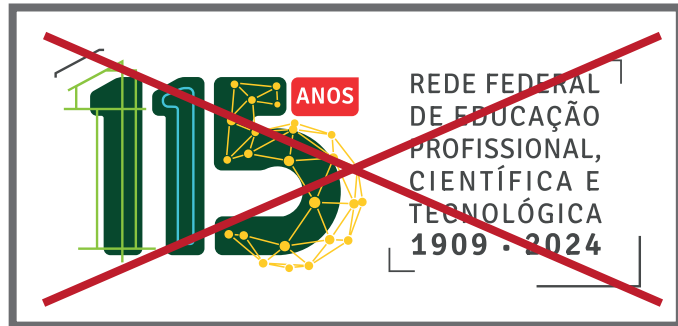 115
ANOS
REDE FEDERAL
DE EDUCAÇÃO
PROFISSIONAL,
CIENTÍFICA E
TECNOLÓGICA
1909 · 2024